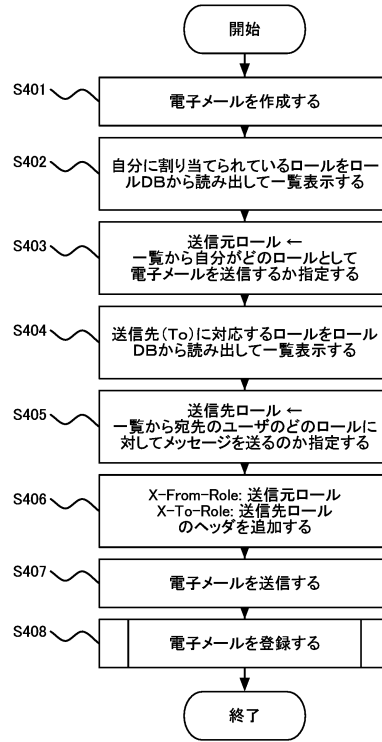 開始
S401
電子メールを作成する
S402
自分に割り当てられているロールをロー
ルDBから読み出して一覧表示する
S403
送信元ロール ←
一覧から自分がどのロールとして
電子メールを送信するか指定する
S404
送信先(To)に対応するロールをロール
DBから読み出して一覧表示する
S405
送信先ロール ←
一覧から宛先のユーザのどのロールに
対してメッセージを送るのか指定する
S406
X-From-Role: 送信元ロール
X-To-Role: 送信先ロール
のヘッダを追加する
S407
電子メールを送信する
S408
電子メールを登録する
終了